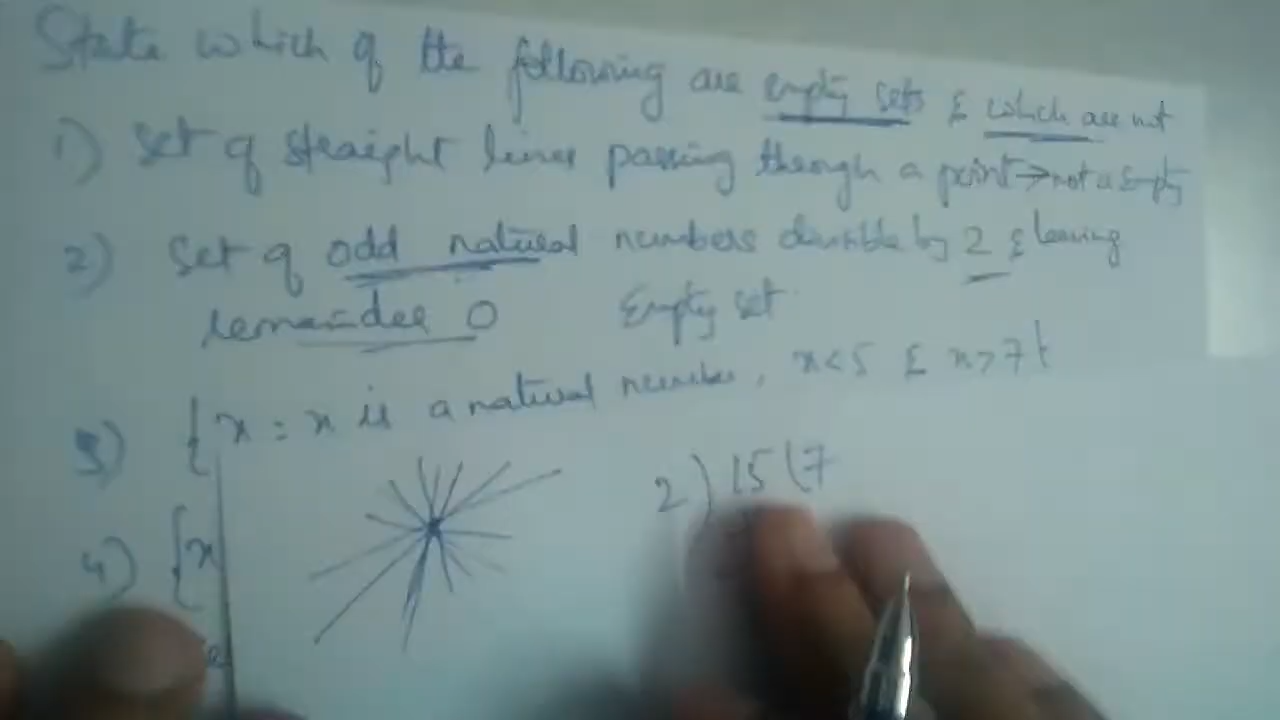 State which of the following are empty sets & which are not
1) Set of straight lines passing through a point → not a Empty
2) Set of odd natural numbers divisible by 2 & leaving
remainder 0 Empty set
3) {x : x is a natural number, x < 5 & x > 7}
2) 15 (7
4) {x